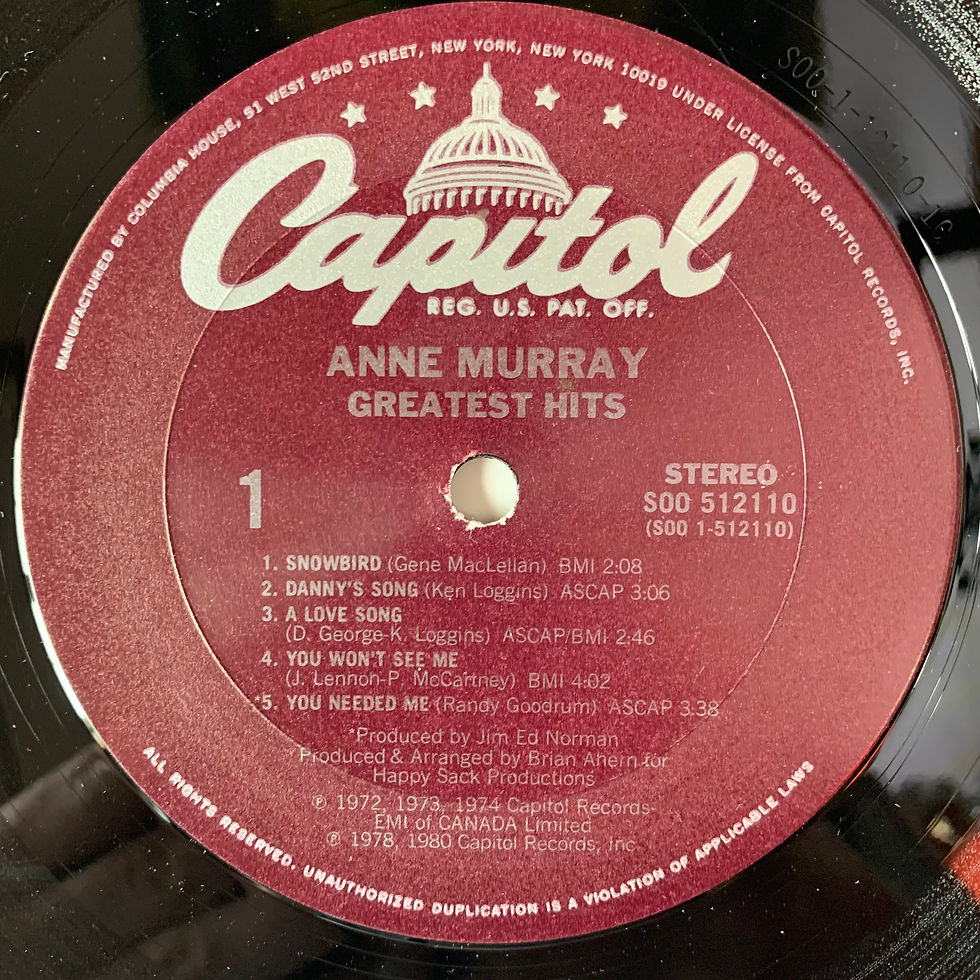 MANUFACTURED BY COLUMBIA HOUSE, 51 WEST 52ND STREET, NEW YORK, NEW YORK 10019 UNDER LICENSE FROM CAPITOL RECORDS, INC.
Capitol
REG. U.S. PAT. OFF.
ANNE MURRAY
GREATEST HITS
1
STEREO
SOO 512110
(SOO 1-512110)
1. SNOWBIRD (Gene MacLellan) BMI 2:08
2. DANNY'S SONG (Ken Loggins) ASCAP 3:06
3. A LOVE SONG
(D. George-K. Loggins) ASCAP/BMI 2:46
4. YOU WON'T SEE ME
(J. Lennon-P. McCartney) BMI 4:02
*5. YOU NEEDED ME (Randy Goodrum) ASCAP 3:38
*Produced by Jim Ed Norman
Produced & Arranged by Brian Ahern for
Happy Sack Productions
℗ 1972, 1973, 1974 Capitol Records-
EMI of CANADA Limited
℗ 1978, 1980 Capitol Records, Inc.
ALL RIGHTS RESERVED. UNAUTHORIZED DUPLICATION IS A VIOLATION OF APPLICABLE LAWS